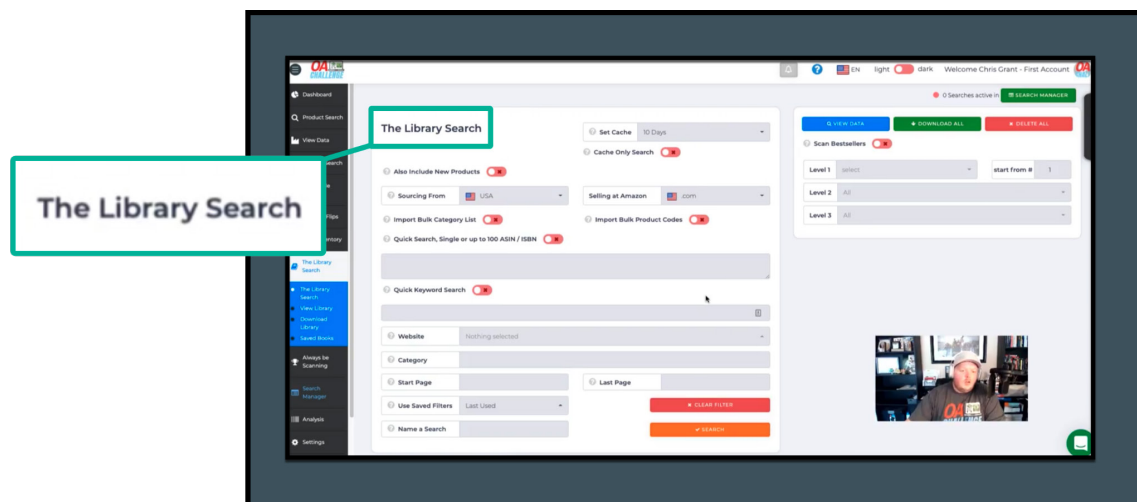 The Library Search
OA
CHALLENGE
EN
light
dark
Welcome Chris Grant - First Account
OA
Dashboard
Product Search
View Data
Search
Flips
The Library
Search
The Library
Search
View Library
Download
Library
Saved Books
Always be
Scanning
Search
Manager
Analysis
Settings
0 Searches active in
SEARCH MANAGER
The Library Search
Set Cache 10 Days
Cache Only Search
Also Include New Products
Sourcing From USA
Selling at Amazon .com
Import Bulk Category List
Import Bulk Product Codes
Quick Search, Single or up to 100 ASIN / ISBN
Quick Keyword Search
Website Nothing selected
Category
Start Page
Last Page
Use Saved Filters Last Used
CLEAR FILTER
Name a Search
SEARCH
VIEW DATA
DOWNLOAD ALL
DELETE ALL
Scan Bestsellers
Level 1 select
start from # 1
Level 2 All
Level 3 All
OA
CHALLENGE